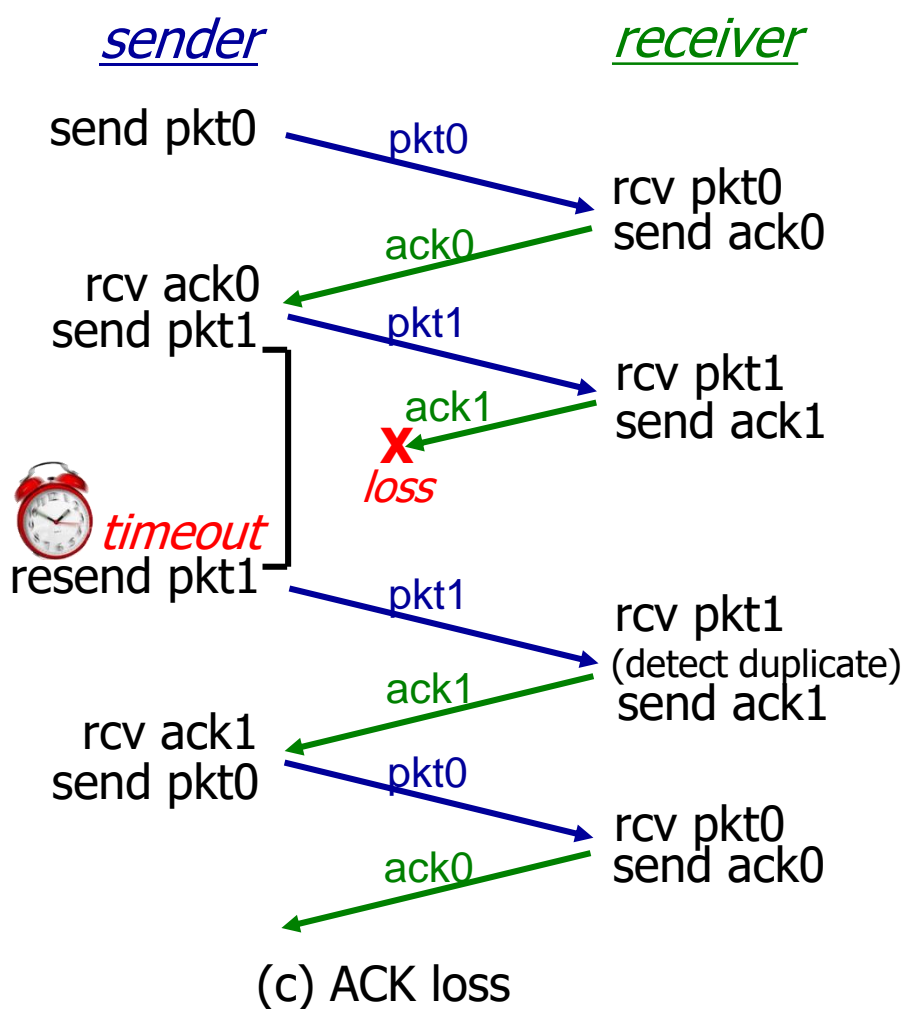 sender
receiver
send pkt0
pkt0
rcv pkt0
send ack0
ack0
rcv ack0
send pkt1
pkt1
rcv pkt1
send ack1
ack1
X
loss
timeout
resend pkt1
pkt1
rcv pkt1
(detect duplicate)
send ack1
ack1
rcv ack1
send pkt0
pkt0
rcv pkt0
send ack0
ack0
(c) ACK loss